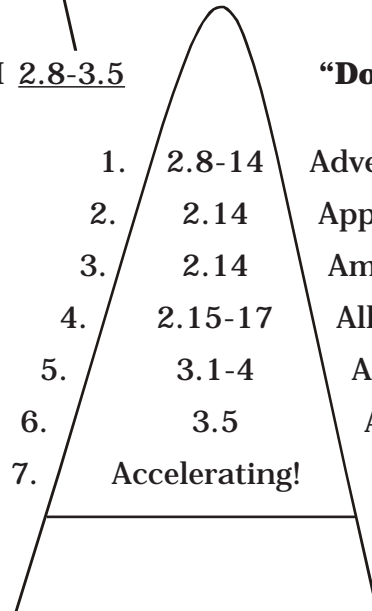 2.8-3.5 “Do
1. 2.8-14 Adve
2. 2.14 App
3. 2.14 Am
4. 2.15-17 All
5. 3.1-4 A
6. 3.5 A
7. Accelerating!